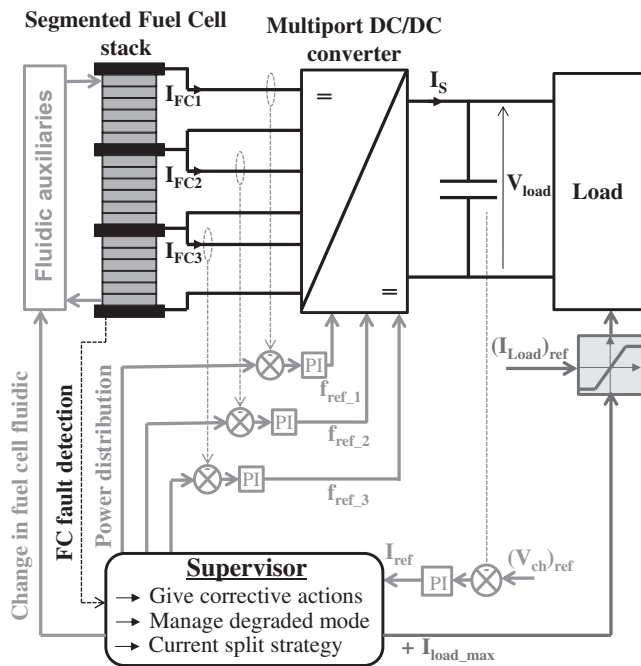 Segmented Fuel Cell
stack
Multiport DC/DC
converter
Fluidic auxiliaries
I_FC1
I_FC2
I_FC3
=
=
I_S
V_load
Load
(I_Load)_ref
PI
f_ref_1
PI
f_ref_2
PI
f_ref_3
Change in fuel cell fluidic
FC fault detection
Power distribution
Supervisor
→ Give corrective actions
→ Manage degraded mode
→ Current split strategy
I_ref
PI
(V_ch)_ref
+ I_load_max